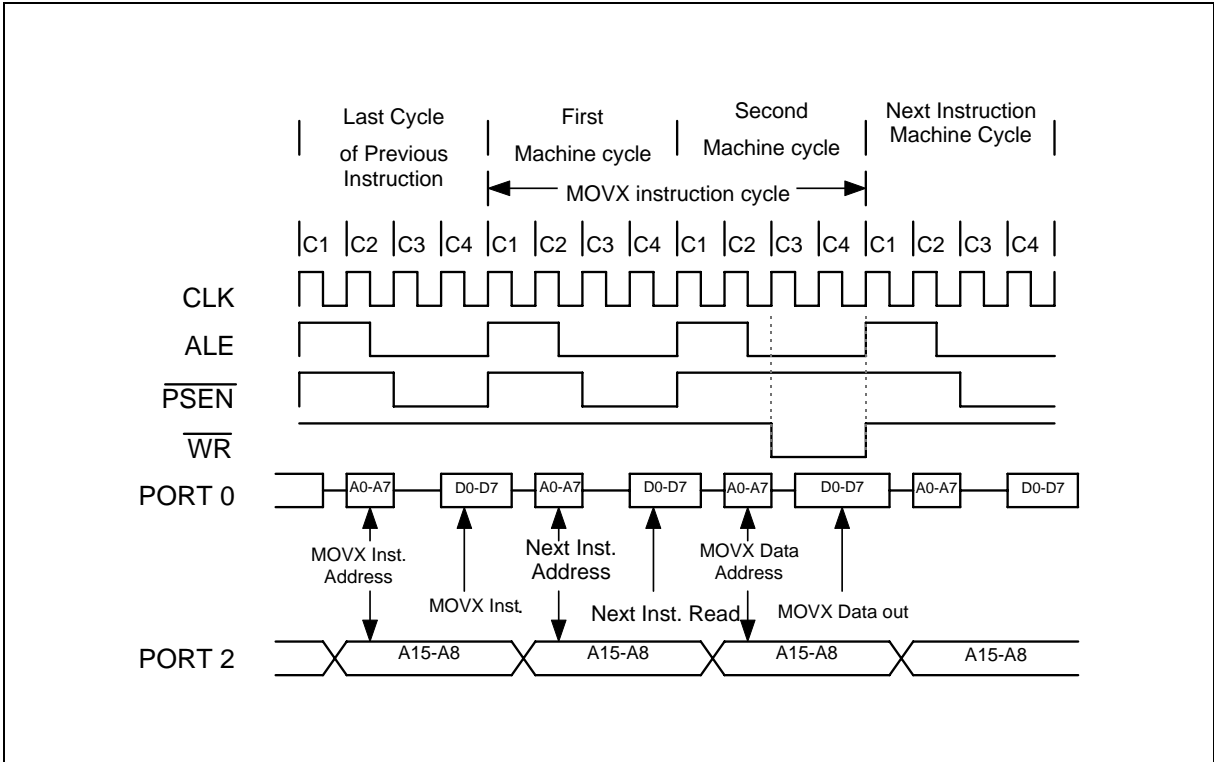 Last Cycle
of Previous
Instruction
First
Machine cycle
Second
Machine cycle
Next Instruction
Machine Cycle
MOVX instruction cycle
C1 C2 C3 C4 C1 C2 C3 C4 C1 C2 C3 C4 C1 C2 C3 C4
CLK
ALE
PSEN
WR
PORT 0
A0-A7 D0-D7 A0-A7 D0-D7 A0-A7 D0-D7 A0-A7 D0-D7
MOVX Inst.
Address
MOVX Inst.
Next Inst.
Address
Next Inst. Read
MOVX Data
Address
MOVX Data out
PORT 2
A15-A8 A15-A8 A15-A8 A15-A8